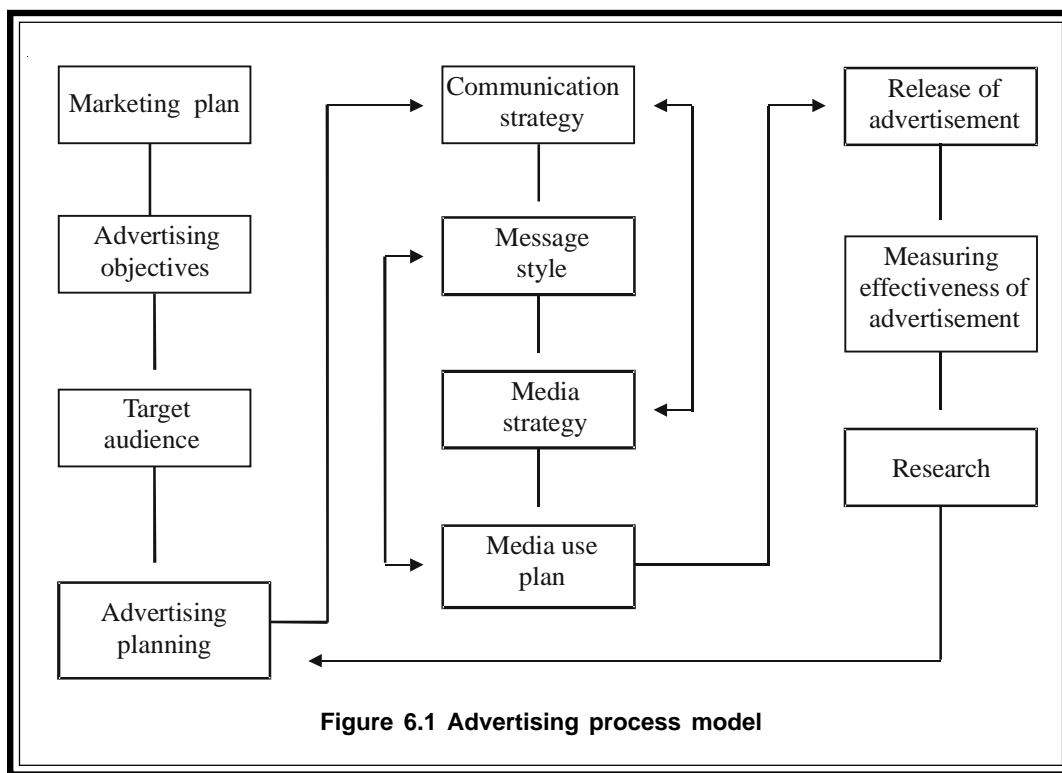 Marketing plan
Advertising
objectives
Target
audience
Advertising
planning
Communication
strategy
Message
style
Media
strategy
Media use
plan
Release of
advertisement
Measuring
effectiveness of
advertisement
Research
Figure 6.1 Advertising process model